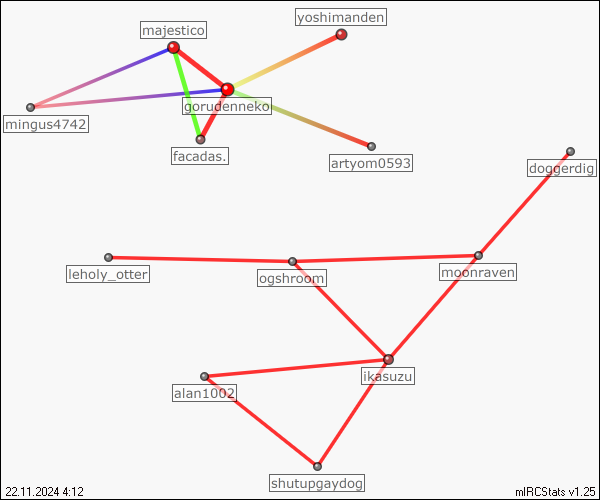 yoshimanden
majestico
gorudenneko
mingus4742
facadas.
artyom0593
doggerdig
leholy_otter
ogshroom
moonraven
ikasuzu
alan1002
shutupgaydog
22.11.2024 4:12
mIRCStats v1.25